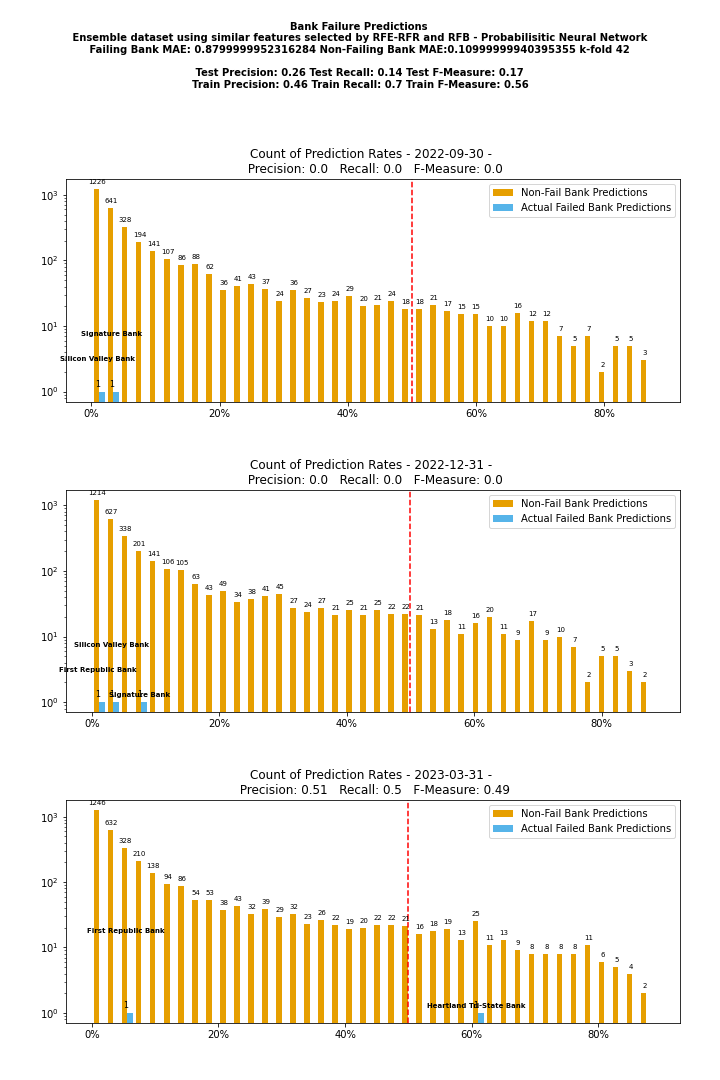 Bank Failure Predictions
Ensemble dataset using similar features selected by RFE-RFR and RFB - Probabilisitic Neural Network
Failing Bank MAE: 0.8799999952316284 Non-Failing Bank MAE:0.10999999940395355 k-fold 42
Test Precision: 0.26 Test Recall: 0.14 Test F-Measure: 0.17
Train Precision: 0.46 Train Recall: 0.7 Train F-Measure: 0.56
Count of Prediction Rates - 2022-09-30 -
Precision: 0.0 Recall: 0.0 F-Measure: 0.0
Non-Fail Bank Predictions
Actual Failed Bank Predictions
10³
10²
10¹
10⁰
1226 641 328 194 141 107 86 88 62 36 41 43 37 24 36 27 23 24 29 20 21 24 18 18 21 17 15 15 10 10 16 12 12 7 5 7 2 5 5 3
Signature Bank
Silicon Valley Bank
1 1
0% 20% 40% 60% 80%
Count of Prediction Rates - 2022-12-31 -
Precision: 0.0 Recall: 0.0 F-Measure: 0.0
Non-Fail Bank Predictions
Actual Failed Bank Predictions
10³
10²
10¹
10⁰
1214 627 338 201 141 106 105 63 43 49 34 38 41 45 27 24 27 21 25 21 25 22 22 21 13 18 11 16 20 11 9 17 9 10 7 2 5 5 3 2
Silicon Valley Bank
First Republic Bank
Signature Bank
1 1 1
0% 20% 40% 60% 80%
Count of Prediction Rates - 2023-03-31 -
Precision: 0.51 Recall: 0.5 F-Measure: 0.49
Non-Fail Bank Predictions
Actual Failed Bank Predictions
10³
10²
10¹
10⁰
1246 632 328 210 138 94 86 54 53 38 43 32 39 29 32 23 26 22 19 20 22 22 21 16 18 19 13 25 11 13 9 8 8 8 8 11 6 5 4 2
First Republic Bank
Heartland Tri-State Bank
1 1
0% 20% 40% 60% 80%